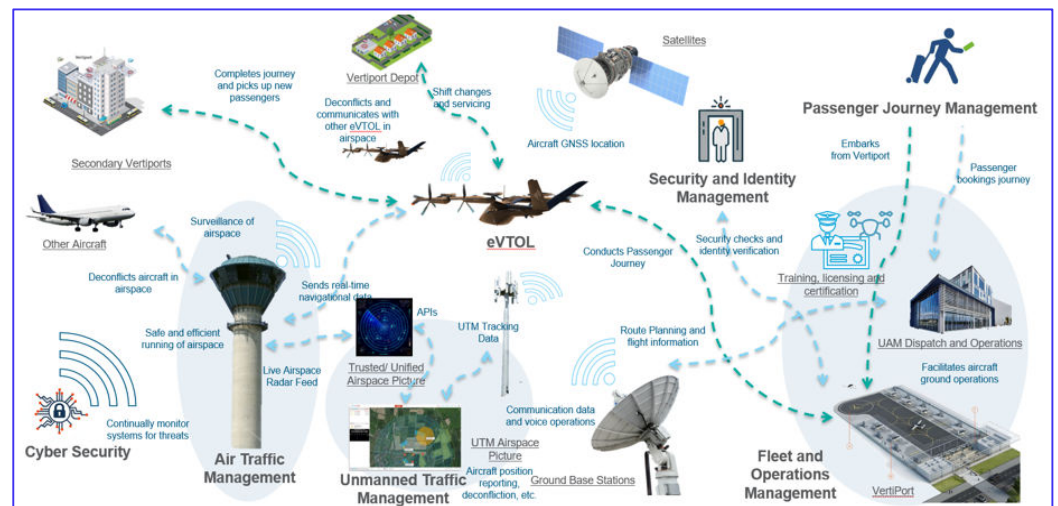 Vertiport
Secondary Vertiports
Completes journey
and picks up new
passengers
Vertiport Depot
Shift changes
and servicing
Deconflicts and
communicates with
other eVTOL in
airspace
Satellites
Aircraft GNSS location
Passenger Journey Management
Embarks
from Vertiport
Passenger
bookings journey
Security and Identity
Management
Security checks and
identity verification
Other Aircraft
Surveillance of
airspace
Deconflicts aircraft in
airspace
eVTOL
Conducts Passenger
Journey
Training, licensing and
certification
UAM Dispatch and Operations
Sends real-time
navigational data
Safe and efficient
running of airspace
APIs
UTM Tracking
Data
Route Planning and
flight information
Live Airspace
Radar Feed
Trusted/ Unified
Airspace Picture
Facilitates aircraft
ground operations
Cyber Security
Continually monitor
systems for threats
Air Traffic
Management
Communication data
and voice operations
UTM Airspace
Picture
Unmanned Traffic
Management
Aircraft position
reporting,
deconfliction, etc.
Ground Base Stations
Fleet and
Operations
Management
VertiPort